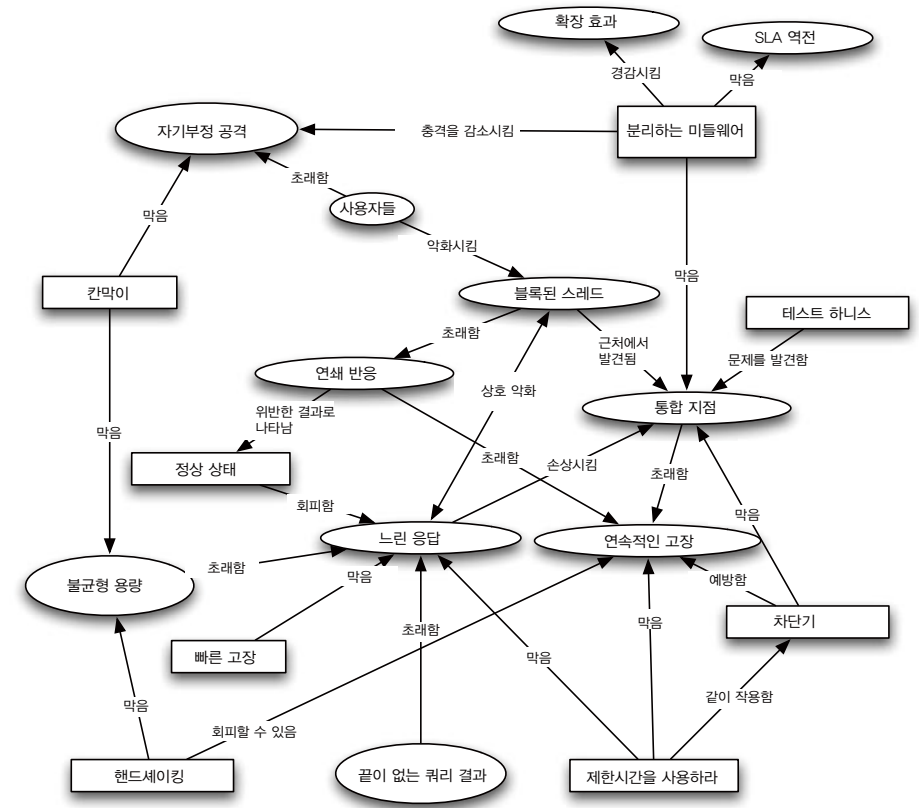 확장 효과
SLA 역전
경감시킴
막음
자기부정 공격
충격을 감소시킴
분리하는 미들웨어
초래함
사용자들
막음
악화시킴
막음
칸막이
블록된 스레드
테스트 하니스
초래함
근처에서
발견됨
문제를 발견함
연쇄 반응
상호 악화
통합 지점
위반한 결과로
나타남
막음
초래함
손상시킴
초래함
정상 상태
회피함
막음
느린 응답
연속적인 고장
초래함
막음
예방함
불균형 용량
초래함
막음
차단기
빠른 고장
막음
같이 작용함
막음
회피할 수 있음
핸드셰이킹
끝이 없는 쿼리 결과
제한시간을 사용하라